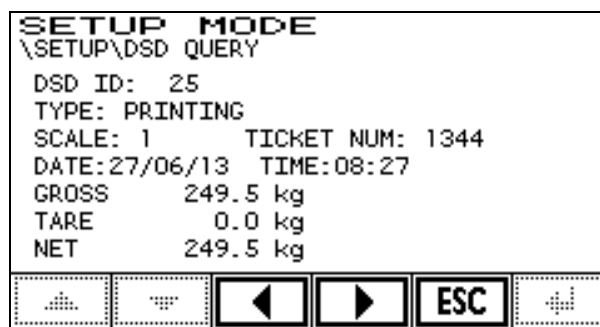 SETUP MODE
\SETUP\DSD QUERY
DSD ID: 25
TYPE: PRINTING
SCALE: 1 TICKET NUM: 1344
DATE:27/06/13 TIME:08:27
GROSS 249.5 kg
TARE 0.0 kg
NET 249.5 kg
ESC